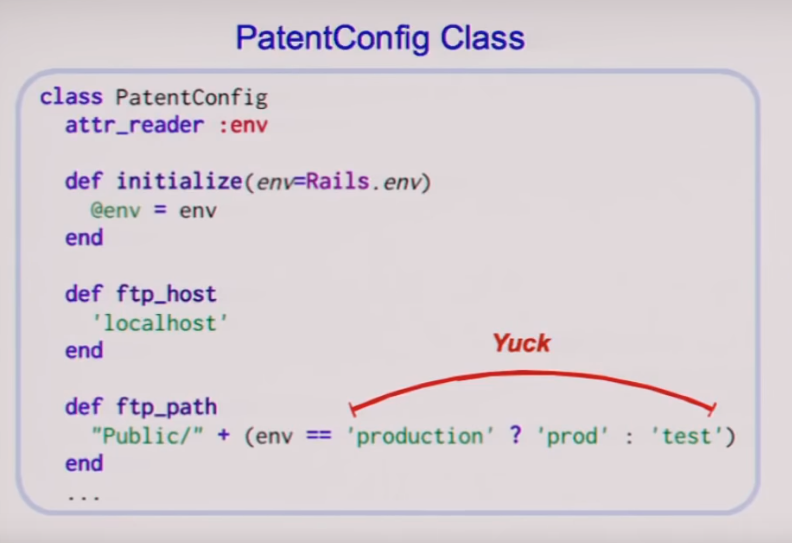 PatentConfig Class
class PatentConfig
attr_reader :env
def initialize(env=Rails.env)
@env = env
end
def ftp_host
'localhost'
end
Yuck
def ftp_path
"Public/" + (env == 'production' ? 'prod' : 'test')
end
...